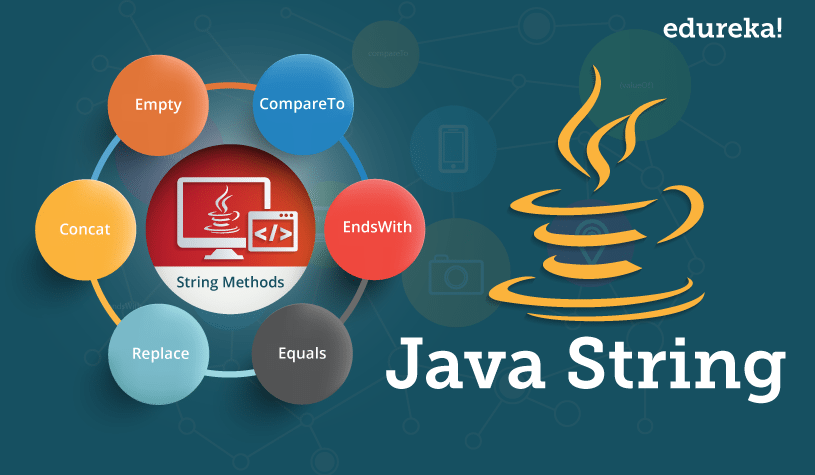 edureka!
Empty
CompareTo
Concat
EndsWith
</>
String Methods
Replace
Equals
Java String